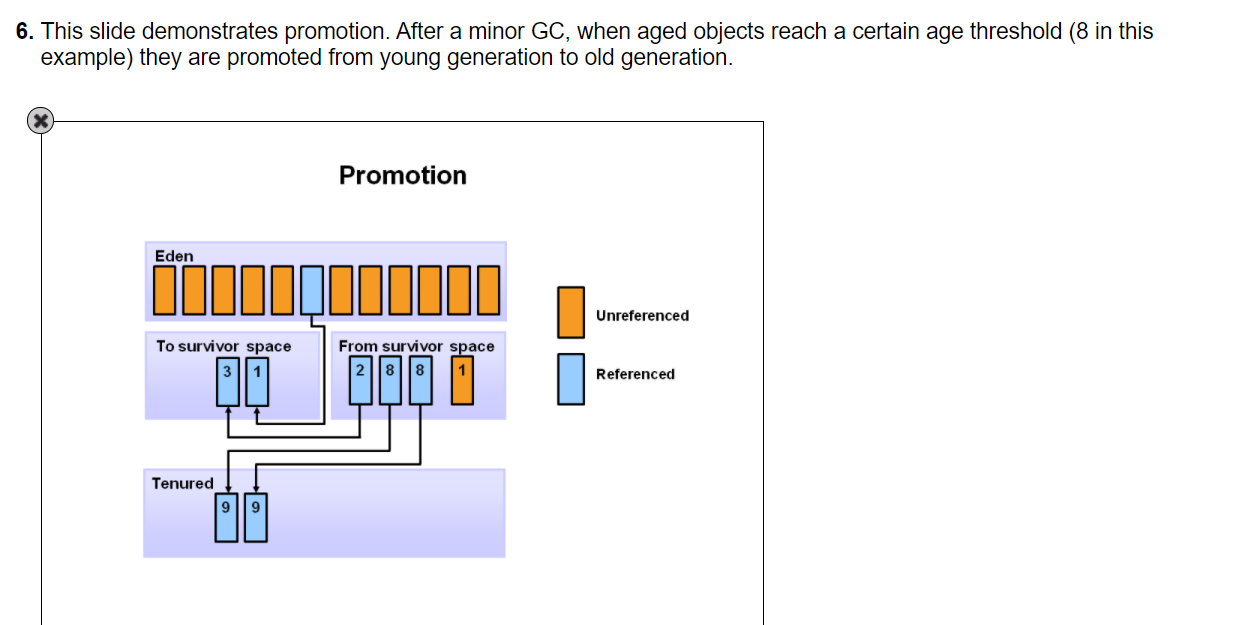 6. This slide demonstrates promotion. After a minor GC, when aged objects reach a certain age threshold (8 in this
example) they are promoted from young generation to old generation.
Promotion
Eden
Unreferenced
To survivor space
From survivor space
3 1
2 8 8 1
Referenced
Tenured
9 9